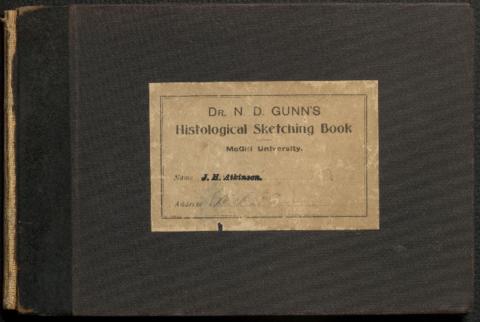 DR. N. D. GUNN'S
Histological Sketching Book
McGill University.
Name J. H. Atkinson.
Address